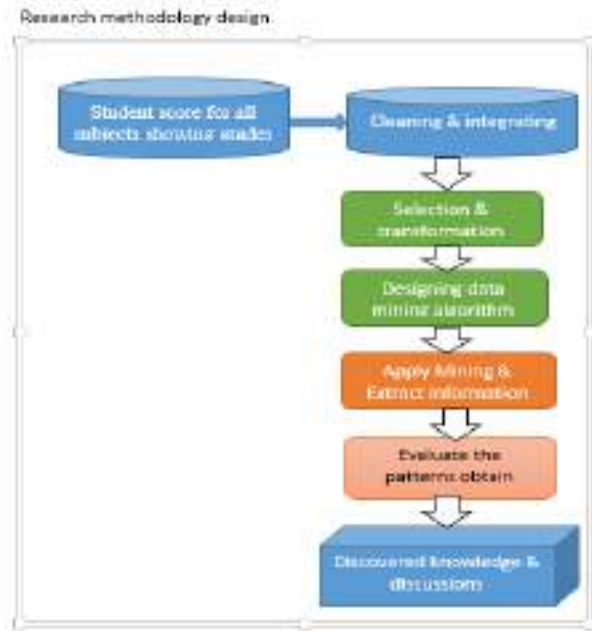 Research methodology design
Student score for all
subjects showing grades
Cleaning & integrating
Selection &
transformation
Designing data
mining algorithm
Apply Mining &
Extract information
Evaluate the
patterns obtain
Discovered knowledge &
discussions